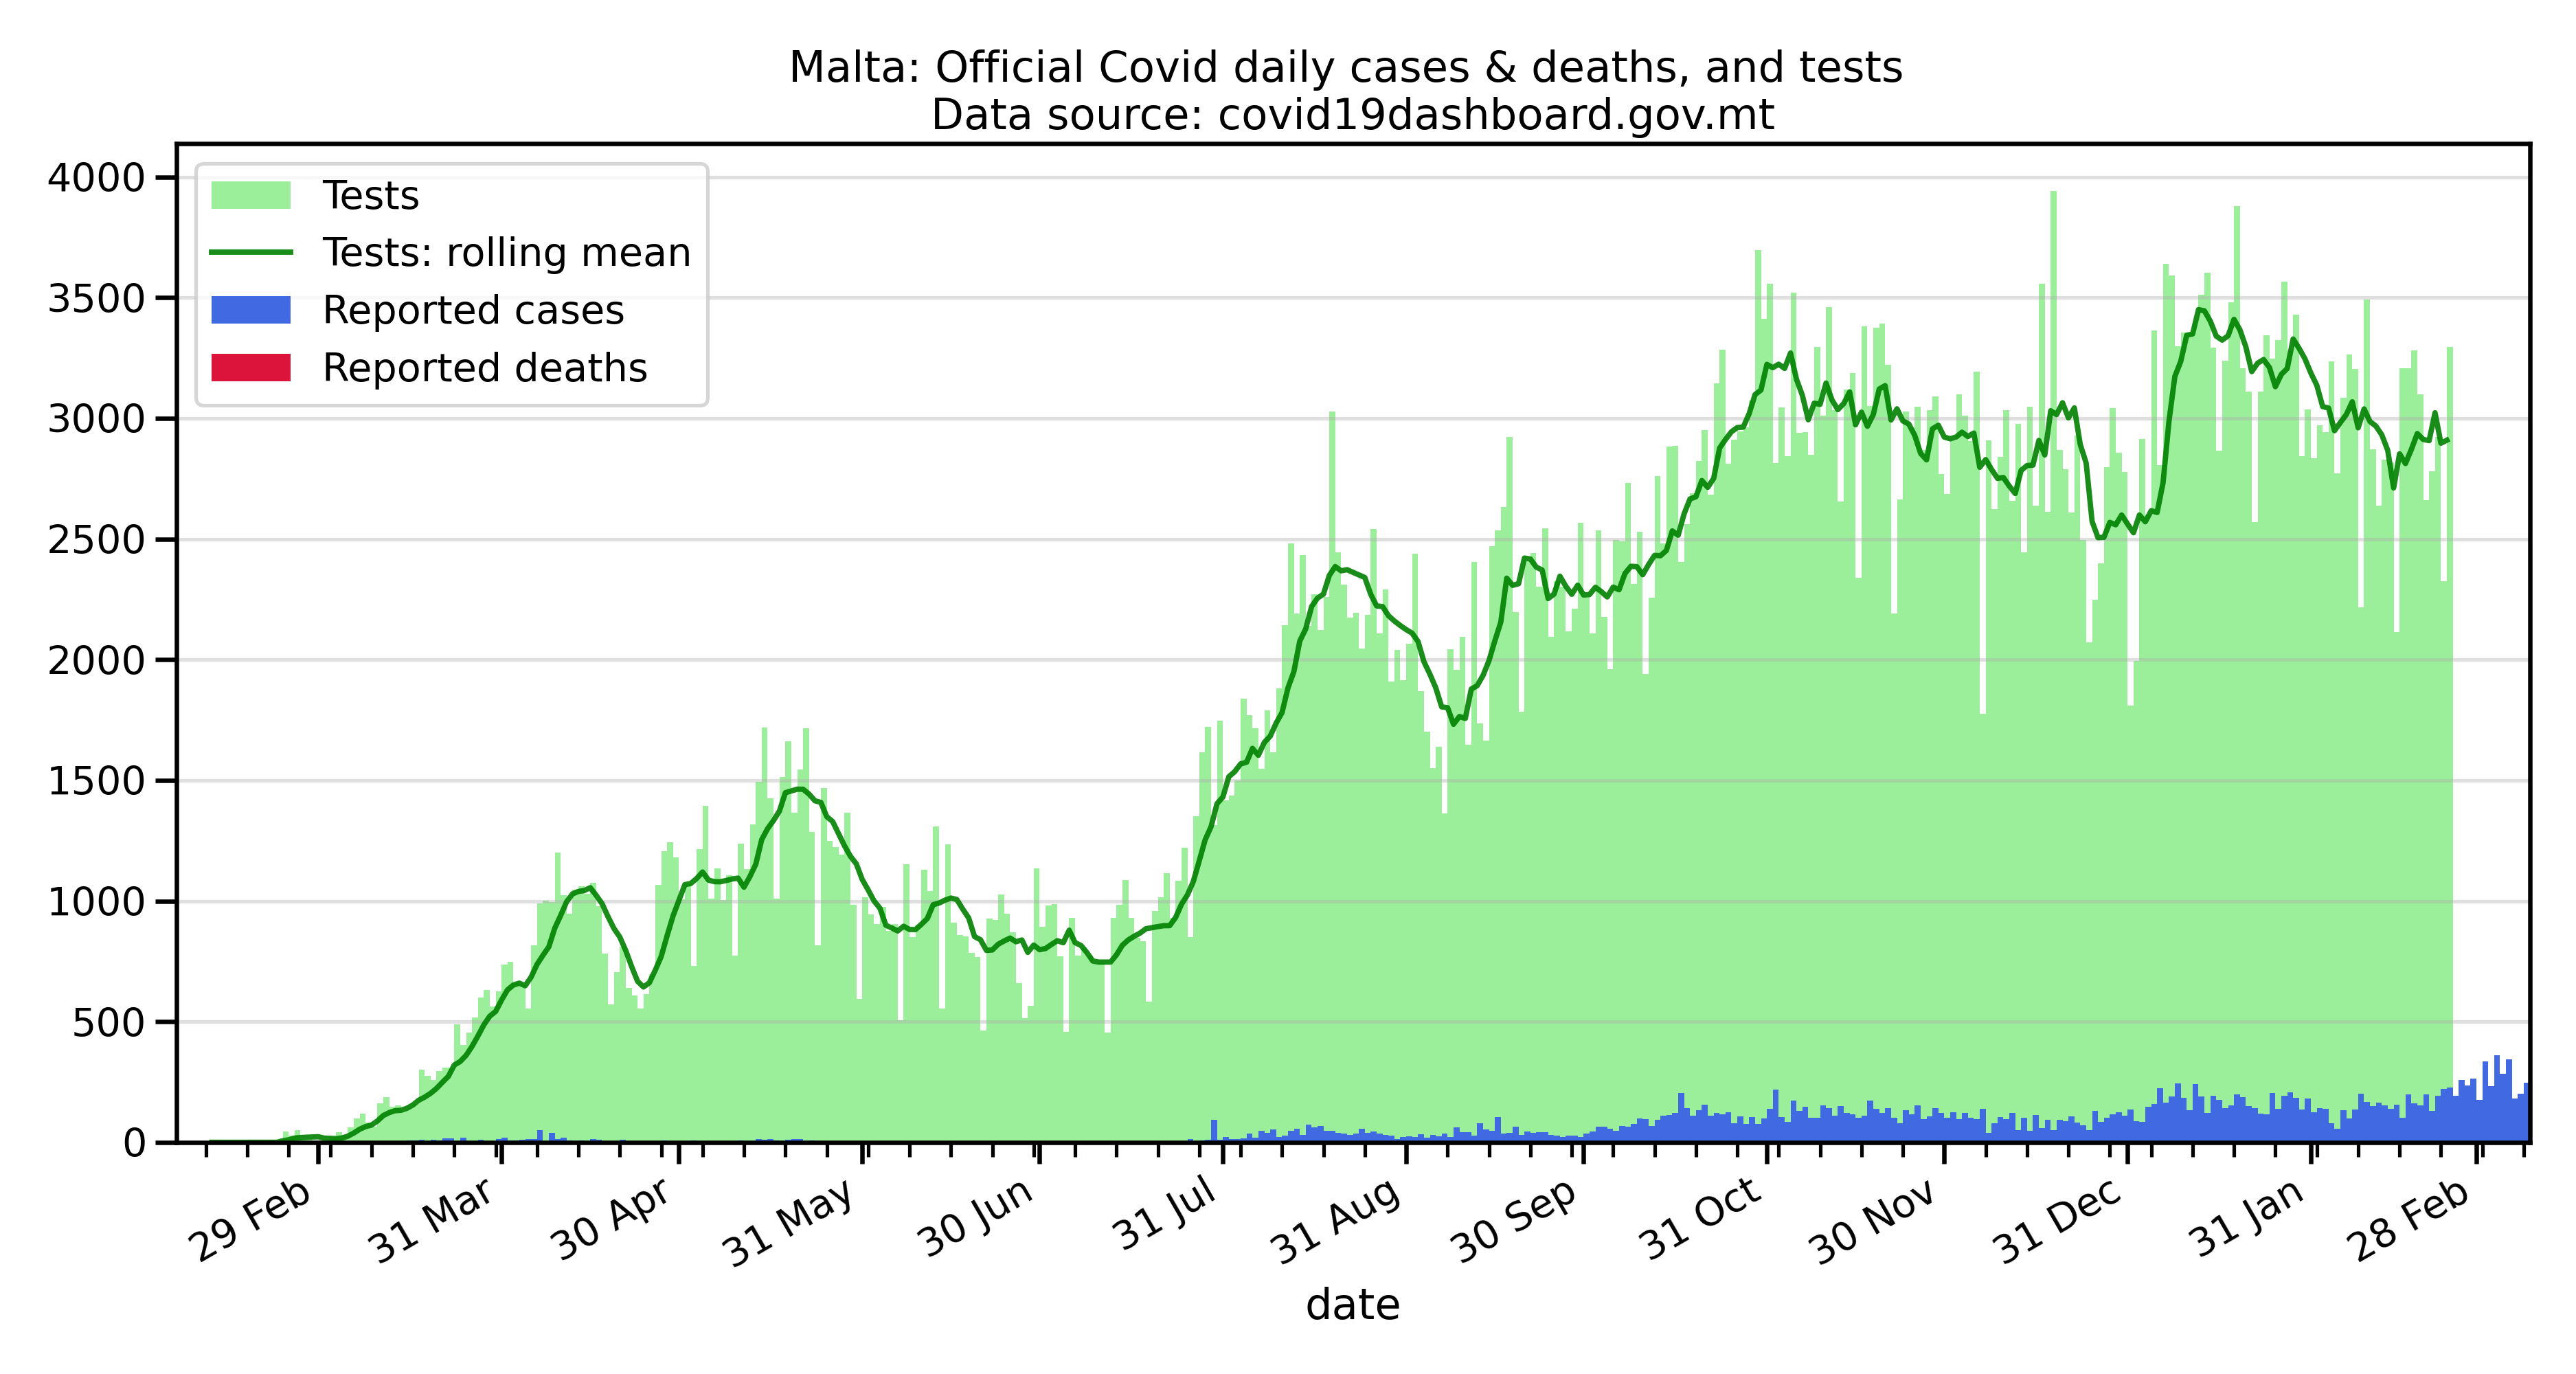 Malta: Official Covid daily cases & deaths, and tests
Data source: covid19dashboard.gov.mt
4000
3500
3000
2500
2000
1500
1000
500
0
Tests
Tests: rolling mean
Reported cases
Reported deaths
29 Feb
31 Mar
30 Apr
31 May
30 Jun
31 Jul
31 Aug
30 Sep
31 Oct
30 Nov
31 Dec
31 Jan
28 Feb
date